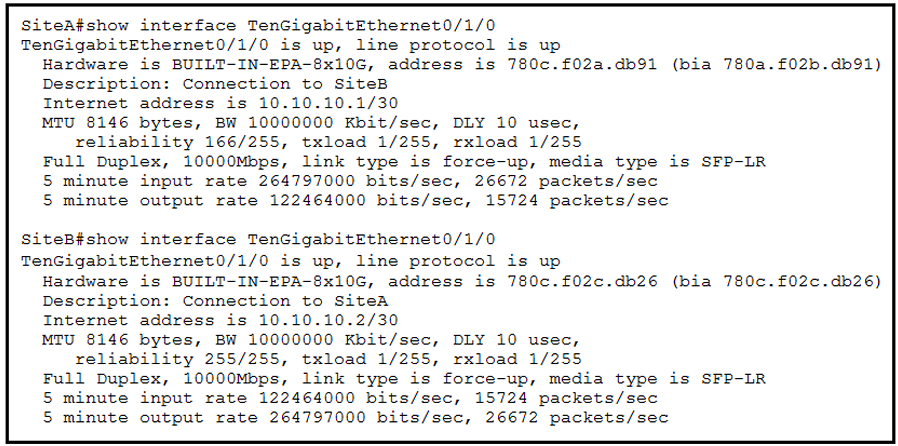 SiteA#show interface TenGigabitEthernet0/1/0
TenGigabitEthernet0/1/0 is up, line protocol is up
Hardware is BUILT-IN-EPA-8x10G, address is 780c.f02a.db91 (bia 780a.f02b.db91)
Description: Connection to SiteB
Internet address is 10.10.10.1/30
MTU 8146 bytes, BW 10000000 Kbit/sec, DLY 10 usec,
reliability 166/255, txload 1/255, rxload 1/255
Full Duplex, 10000Mbps, link type is force-up, media type is SFP-LR
5 minute input rate 264797000 bits/sec, 26672 packets/sec
5 minute output rate 122464000 bits/sec, 15724 packets/sec
SiteB#show interface TenGigabitEthernet0/1/0
TenGigabitEthernet0/1/0 is up, line protocol is up
Hardware is BUILT-IN-EPA-8x10G, address is 780c.f02c.db26 (bia 780c.f02c.db26)
Description: Connection to SiteA
Internet address is 10.10.10.2/30
MTU 8146 bytes, BW 10000000 Kbit/sec, DLY 10 usec,
reliability 255/255, txload 1/255, rxload 1/255
Full Duplex, 10000Mbps, link type is force-up, media type is SFP-LR
5 minute input rate 122464000 bits/sec, 15724 packets/sec
5 minute output rate 264797000 bits/sec, 26672 packets/sec